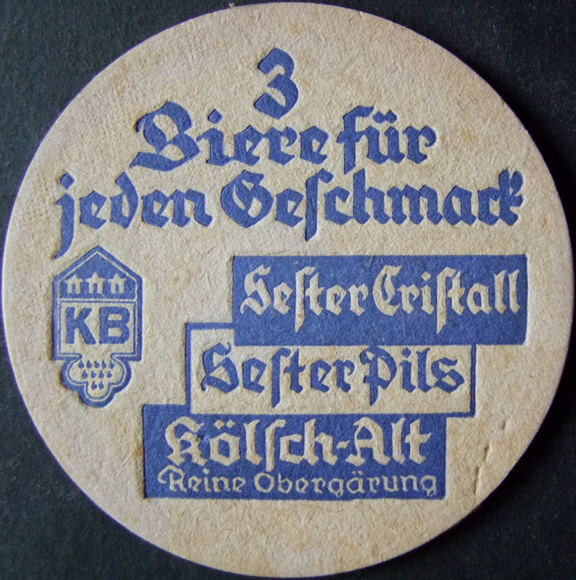 3
Biere für
jeden Geſchmack
KB
Seſter Criſtall
Seſter Pils
Kölſch-Alt
Reine Obergärung